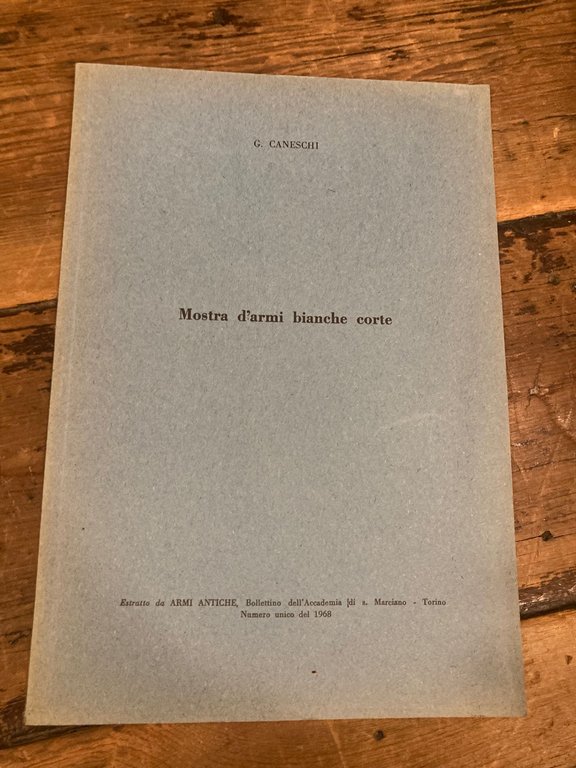 G. CANESCHI
Mostra d'armi bianche corte
Estratto da ARMI ANTICHE, Bollettino dell'Accademia di s. Marciano - Torino
Numero unico del 1968